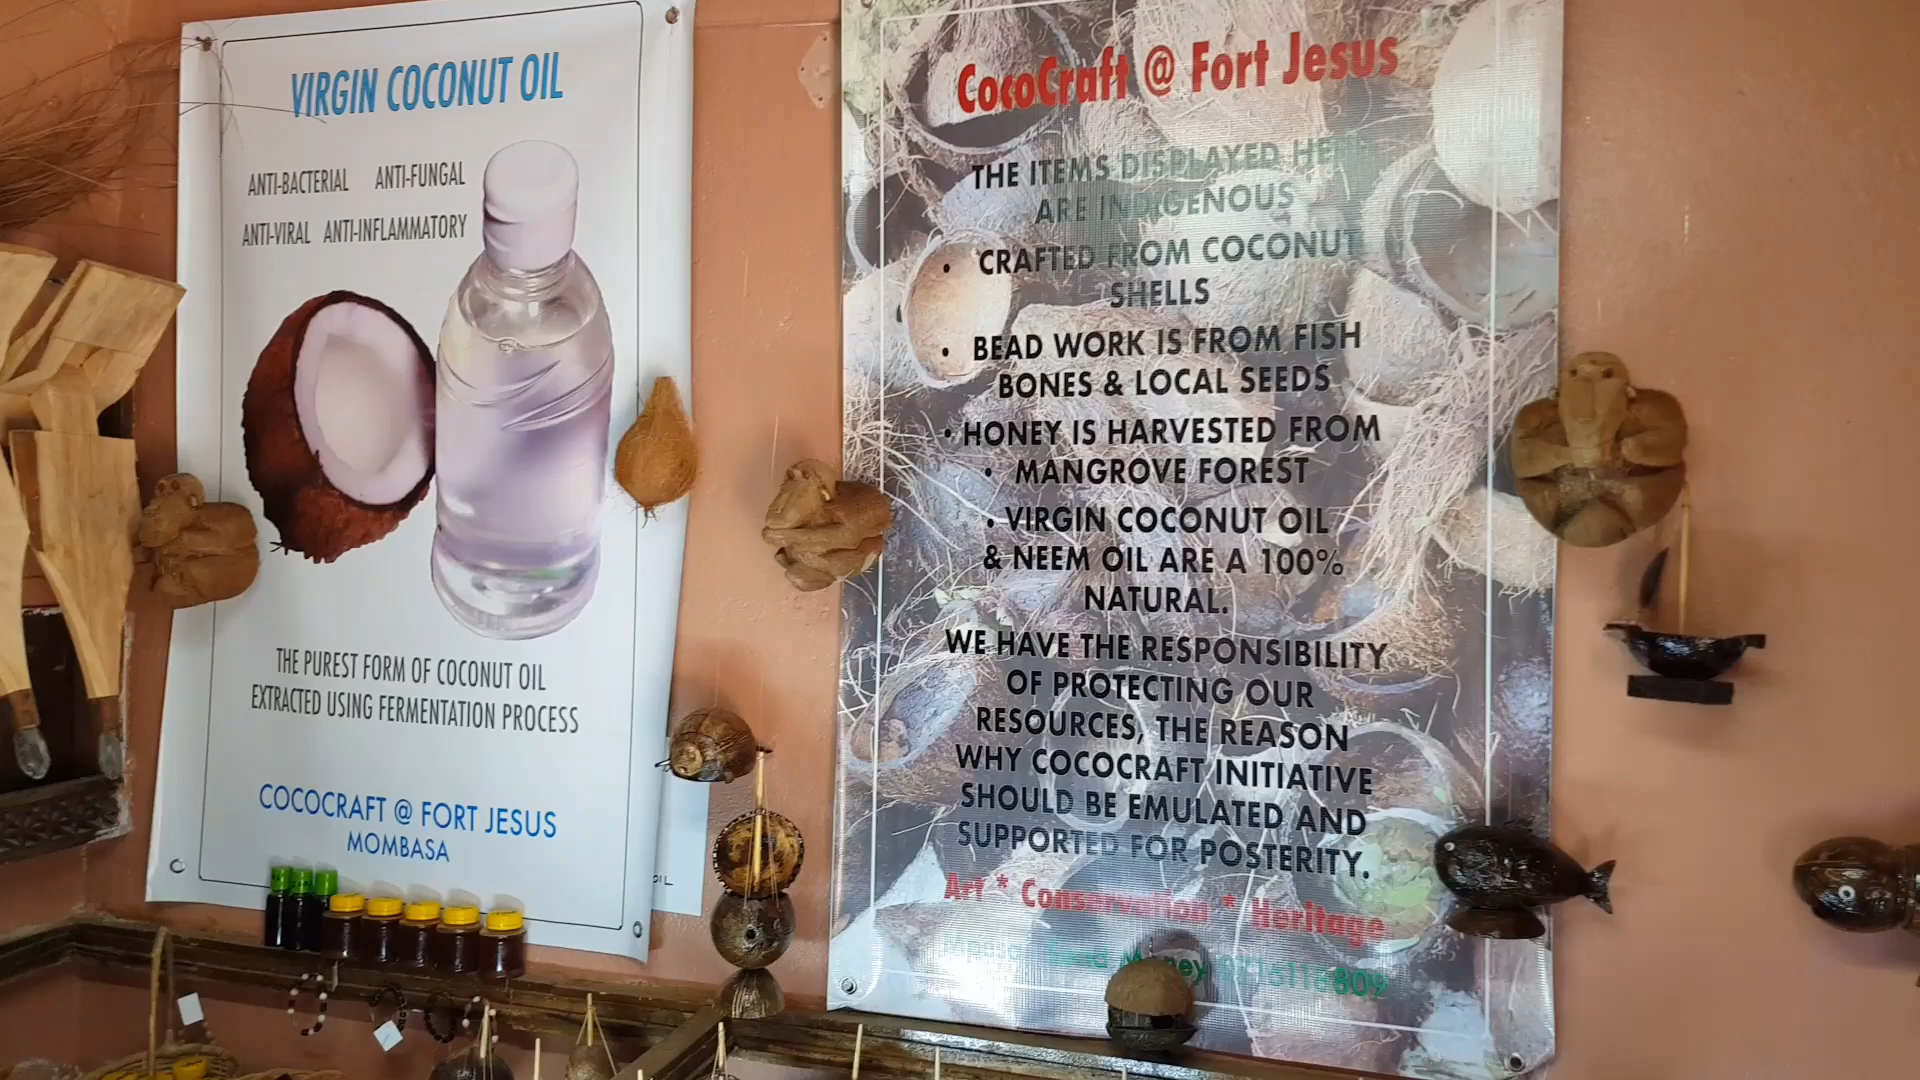 VIRGIN COCONUT OIL
ANTI-BACTERIAL ANTI-FUNGAL
ANTI-VIRAL ANTI-INFLAMMATORY
THE PUREST FORM OF COCONUT OIL
EXTRACTED USING FERMENTATION PROCESS
COCOCRAFT @ FORT JESUS
MOMBASA
OIL
CocoCraft @ Fort Jesus
THE ITEMS DISPLAYED HERE
ARE INDIGENOUS
• CRAFTED FROM COCONUT
SHELLS
• BEAD WORK IS FROM FISH
BONES & LOCAL SEEDS
• HONEY IS HARVESTED FROM
• MANGROVE FOREST
• VIRGIN COCONUT OIL
& NEEM OIL ARE A 100%
NATURAL.
WE HAVE THE RESPONSIBILITY
OF PROTECTING OUR
RESOURCES, THE REASON
WHY COCOCRAFT INITIATIVE
SHOULD BE EMULATED AND
SUPPORTED FOR POSTERITY.
Art * Conservation * Heritage
Send Money